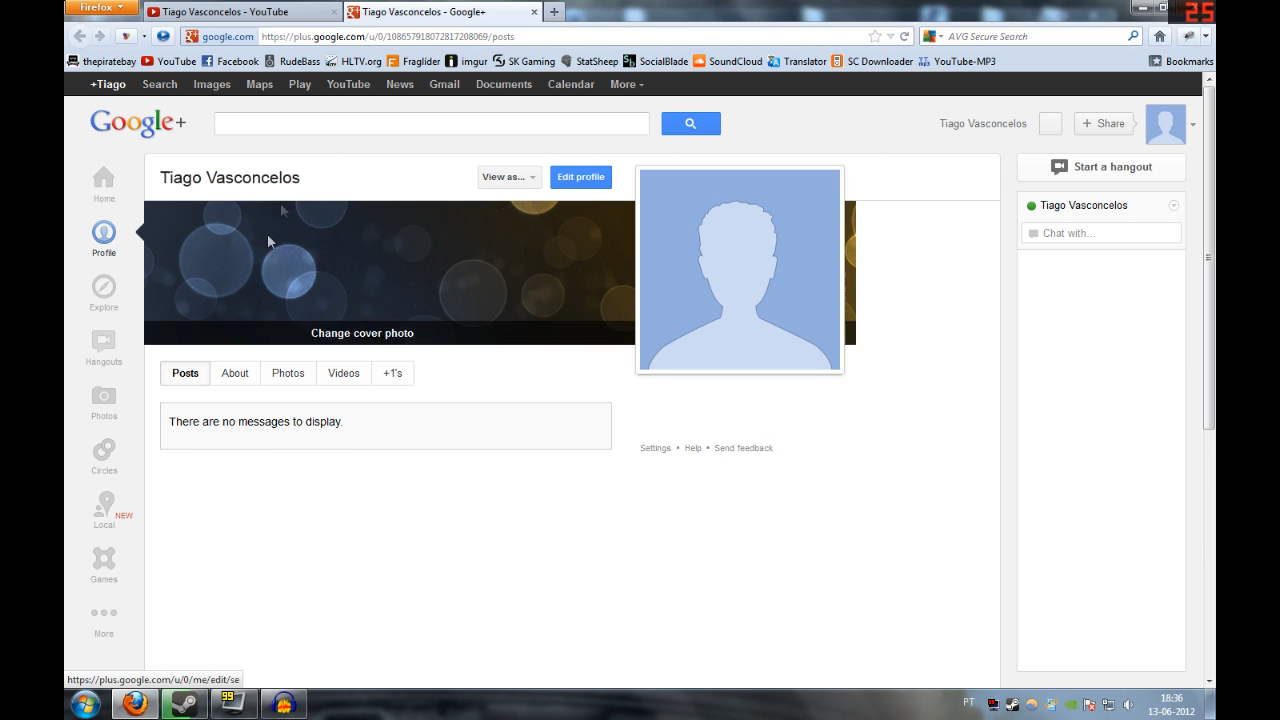 Firefox
Tiago Vasconcelos - YouTube
Tiago Vasconcelos - Google+
25
google.com
https://plus.google.com/u/0/108657918072817208069/posts
AVG Secure Search
thepiratebay
YouTube
Facebook
RudeBass
HLTV.org
Fraglider
imgur
SK Gaming
StatSheep
SocialBlade
SoundCloud
Translator
SC Downloader
YouTube-MP3
Bookmarks
+Tiago
Search
Images
Maps
Play
YouTube
News
Gmail
Documents
Calendar
More
Google+
Tiago Vasconcelos
+ Share
Home
Profile
Explore
Hangouts
Photos
Circles
Local
NEW
Games
More
Tiago Vasconcelos
View as...
Edit profile
Change cover photo
Posts
About
Photos
Videos
+1's
There are no messages to display.
Settings • Help • Send feedback
Start a hangout
Tiago Vasconcelos
Chat with...
https://plus.google.com/u/0/me/edit/se
99
PT
18:36
13-06-2012